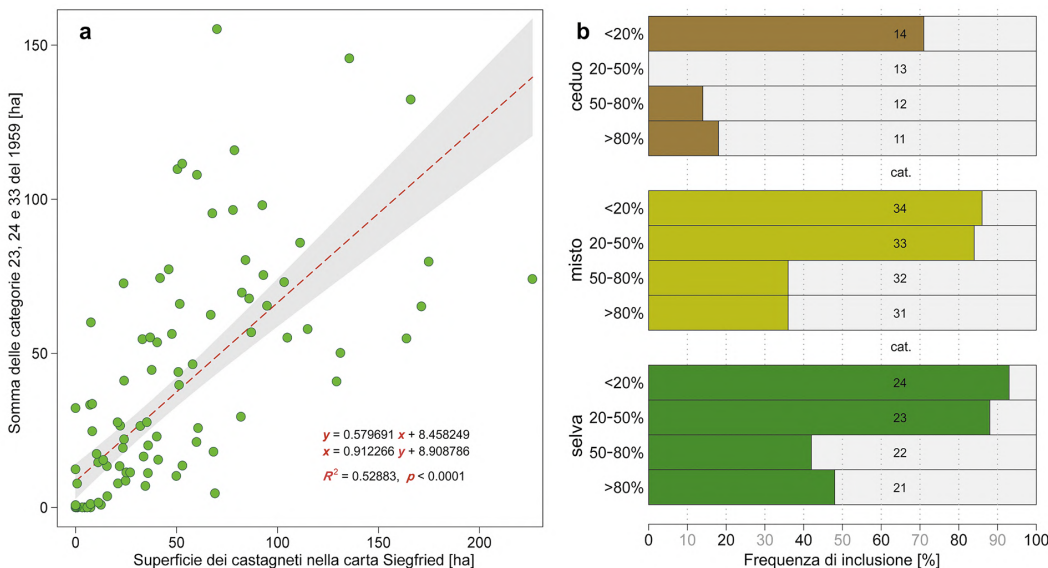 a
Somma delle categorie 23, 24 e 33 del 1959 [ha]
150
100
50
0
y = 0.579691 x + 8.458249
x = 0.912266 y + 8.908786
R² = 0.52883, p < 0.0001
0 50 100 150 200
Superficie dei castagneti nella carta Siegfried [ha]
b
ceduo
<20% 14
20-50% 13
50-80% 12
>80% 11
cat.
misto
<20% 34
20-50% 33
50-80% 32
>80% 31
cat.
selva
<20% 24
20-50% 23
50-80% 22
>80% 21
0 10 20 30 40 50 60 70 80 90 100
Frequenza di inclusione [%]